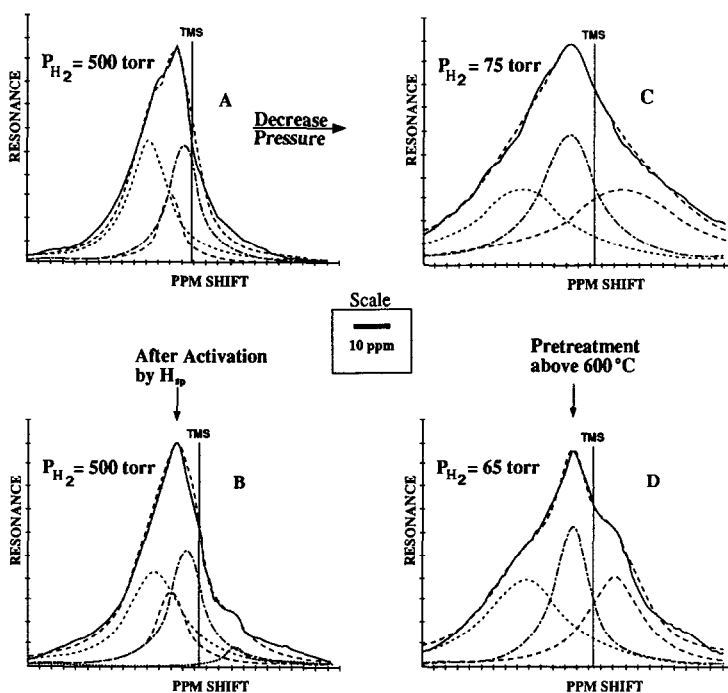 P_H2 = 500 torr
TMS
A
RESONANCE
PPM SHIFT
Decrease
Pressure
P_H2 = 75 torr
TMS
C
RESONANCE
PPM SHIFT
Scale
10 ppm
After Activation
by H_sp
P_H2 = 500 torr
TMS
B
RESONANCE
PPM SHIFT
Pretreatment
above 600 °C
P_H2 = 65 torr
TMS
D
RESONANCE
PPM SHIFT